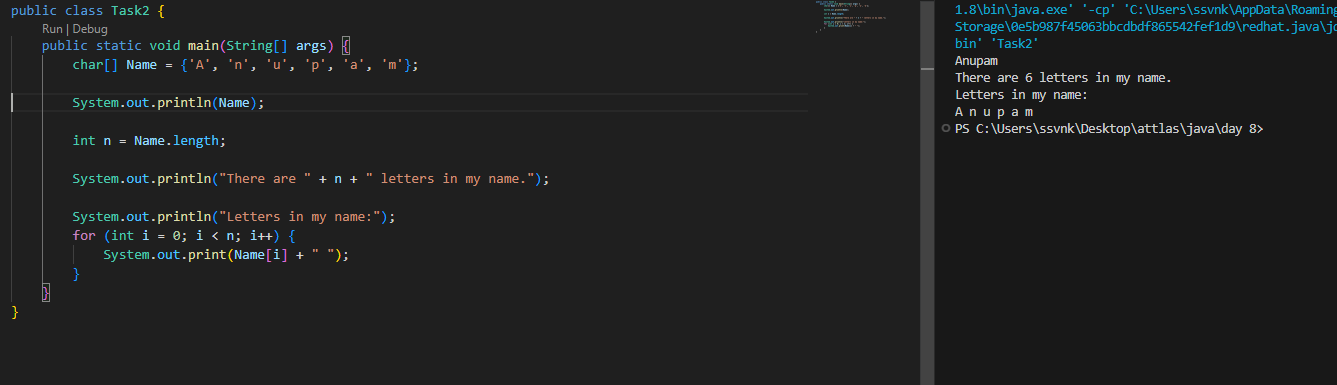 public class Task2 {
Run | Debug
public static void main(String[] args) {
char[] Name = {'A', 'n', 'u', 'p', 'a', 'm'};
System.out.println(Name);
int n = Name.length;
System.out.println("There are " + n + " letters in my name.");
System.out.println("Letters in my name:");
for (int i = 0; i < n; i++) {
System.out.print(Name[i] + " ");
}
}
}
1.8\bin\java.exe' '-cp' 'C:\Users\ssvnk\AppData\Roaming
Storage\0e5b987f45063bbcdbdf865542fef1d9\redhat.java\jd
bin' 'Task2'
Anupam
There are 6 letters in my name.
Letters in my name:
A n u p a m
PS C:\Users\ssvnk\Desktop\attlas\java\day 8>